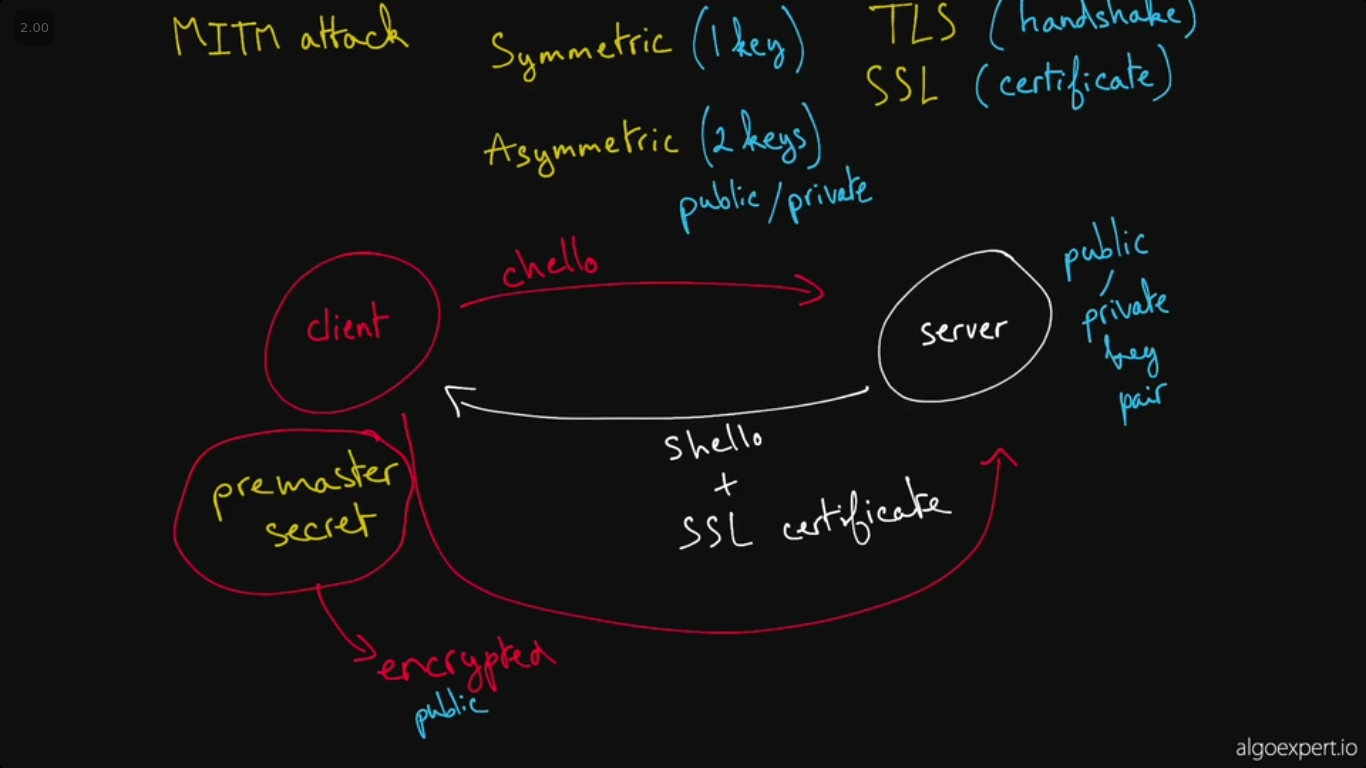 2.00
MITM attack
Symmetric (1 key)
TLS (handshake)
SSL (certificate)
Asymmetric (2 keys)
public / private
chello
client
server
public
/
private
key
pair
shello
+
SSL certificate
premaster
secret
encrypted
public
algoexpert.io